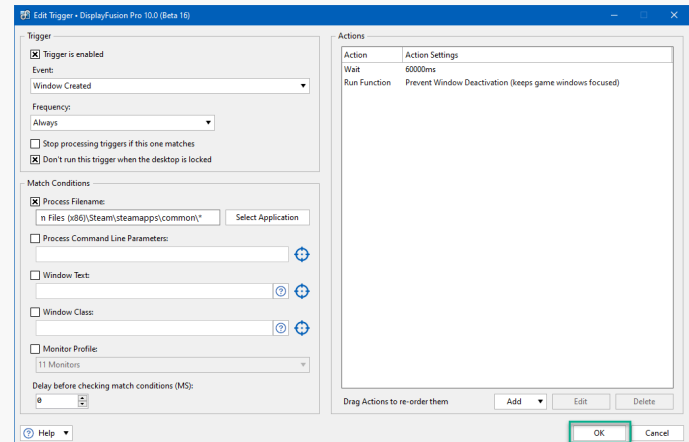 Edit Trigger • DisplayFusion Pro 10.0 (Beta 16)
Trigger
Trigger is enabled
Event:
Window Created
Frequency:
Always
Stop processing triggers if this one matches
Don't run this trigger when the desktop is locked
Match Conditions
Process Filename:
n Files (x86)\Steam\steamapps\common\*
Select Application
Process Command Line Parameters:
Window Text:
Window Class:
Monitor Profile:
11 Monitors
Delay before checking match conditions (MS):
0
Help
Actions
Action Action Settings
Wait 60000ms
Run Function Prevent Window Deactivation (keeps game windows focused)
Drag Actions to re-order them Add Edit Delete
OK Cancel